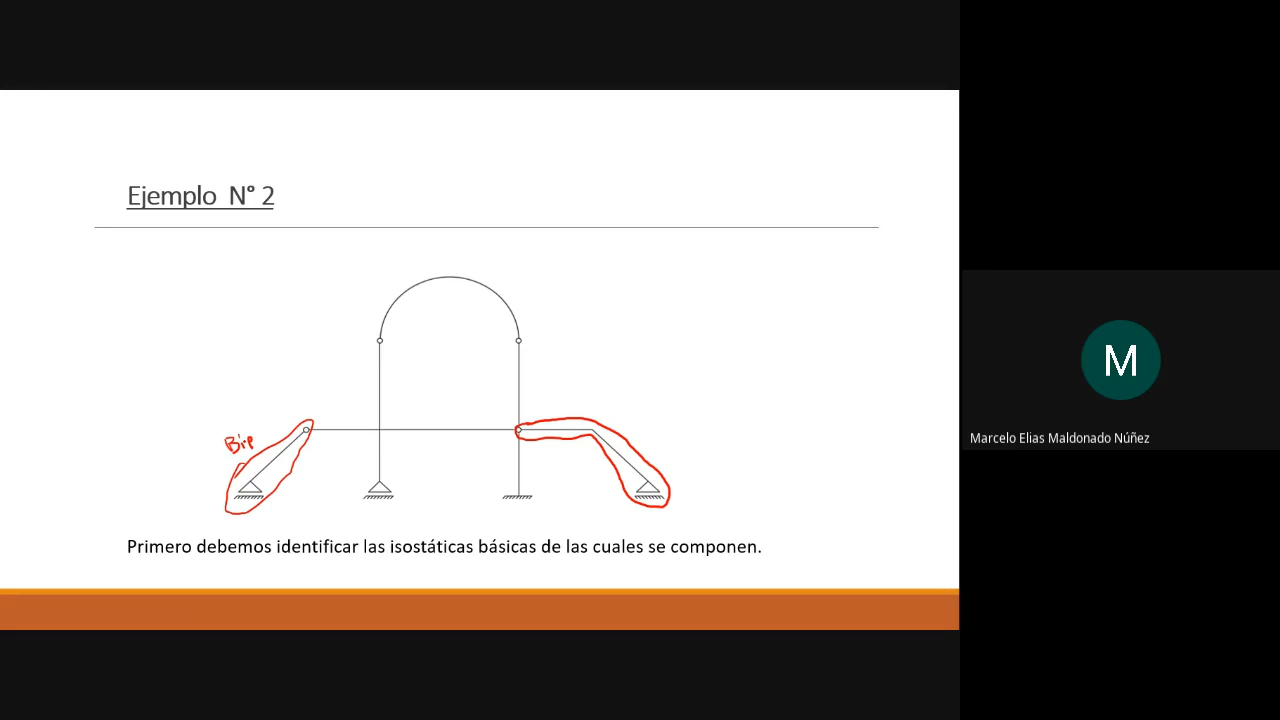 Ejemplo N° 2
Primero debemos identificar las isostáticas básicas de las cuales se componen.
M
Marcelo Elias Maldonado Núñez